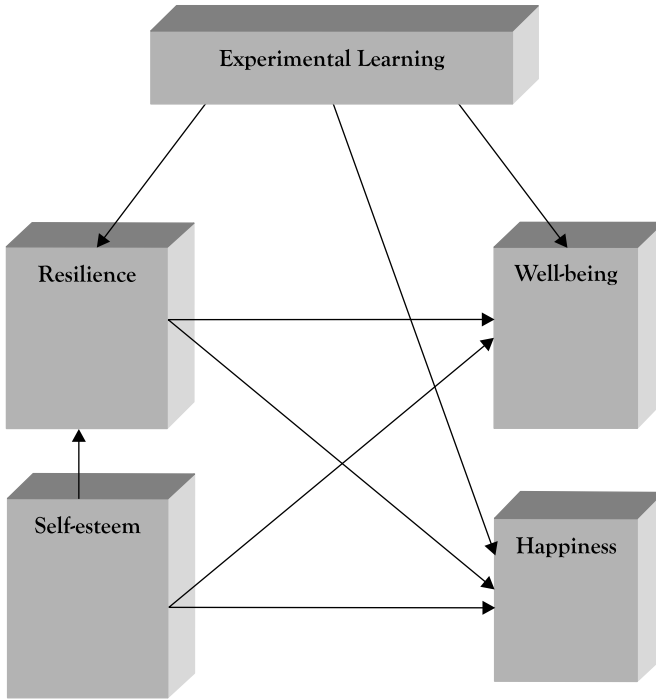 Experimental Learning
Resilience
Well-being
Self-esteem
Happiness